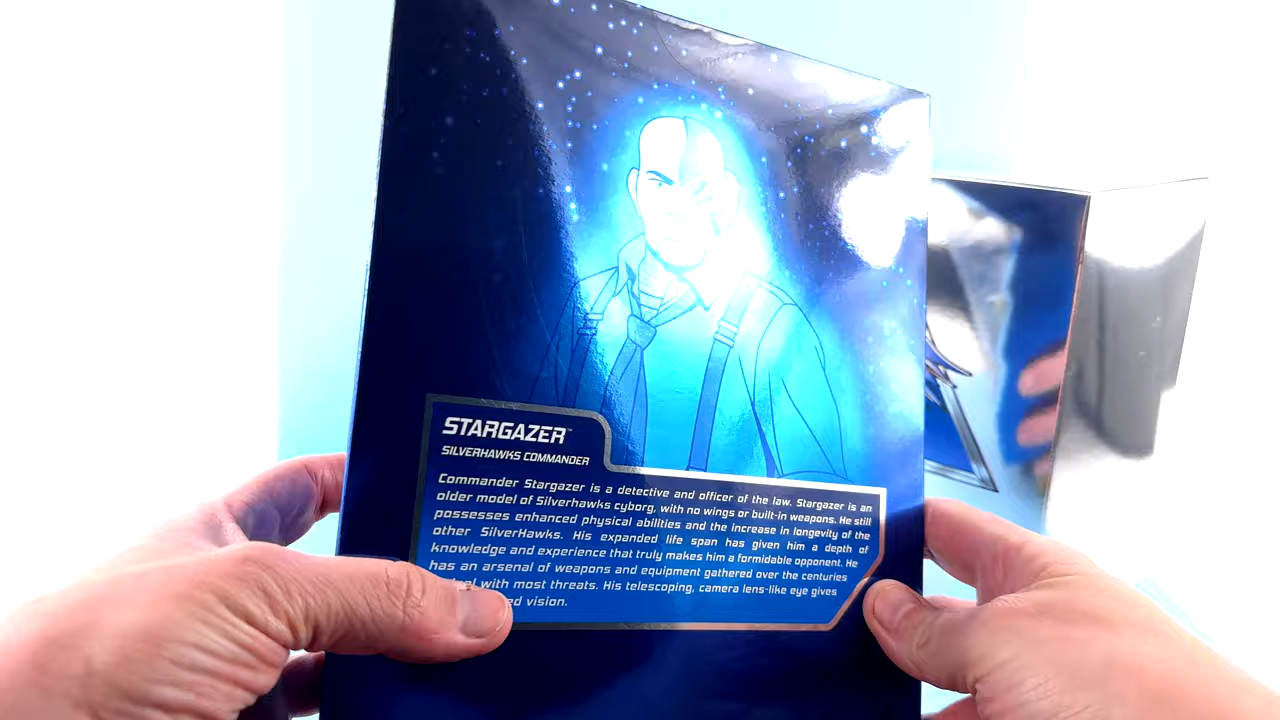 STARGAZER™
SILVERHAWKS COMMANDER
Commander Stargazer is a detective and officer of the law. Stargazer is an
older model of Silverhawks cyborg, with no wings or built-in weapons. He still
possesses enhanced physical abilities and the increase in longevity of the
other SilverHawks. His expanded life span has given him a depth of
knowledge and experience that truly makes him a formidable opponent. He
has an arsenal of weapons and equipment gathered over the centuries
with most threats. His telescoping, camera lens-like eye gives
vision.